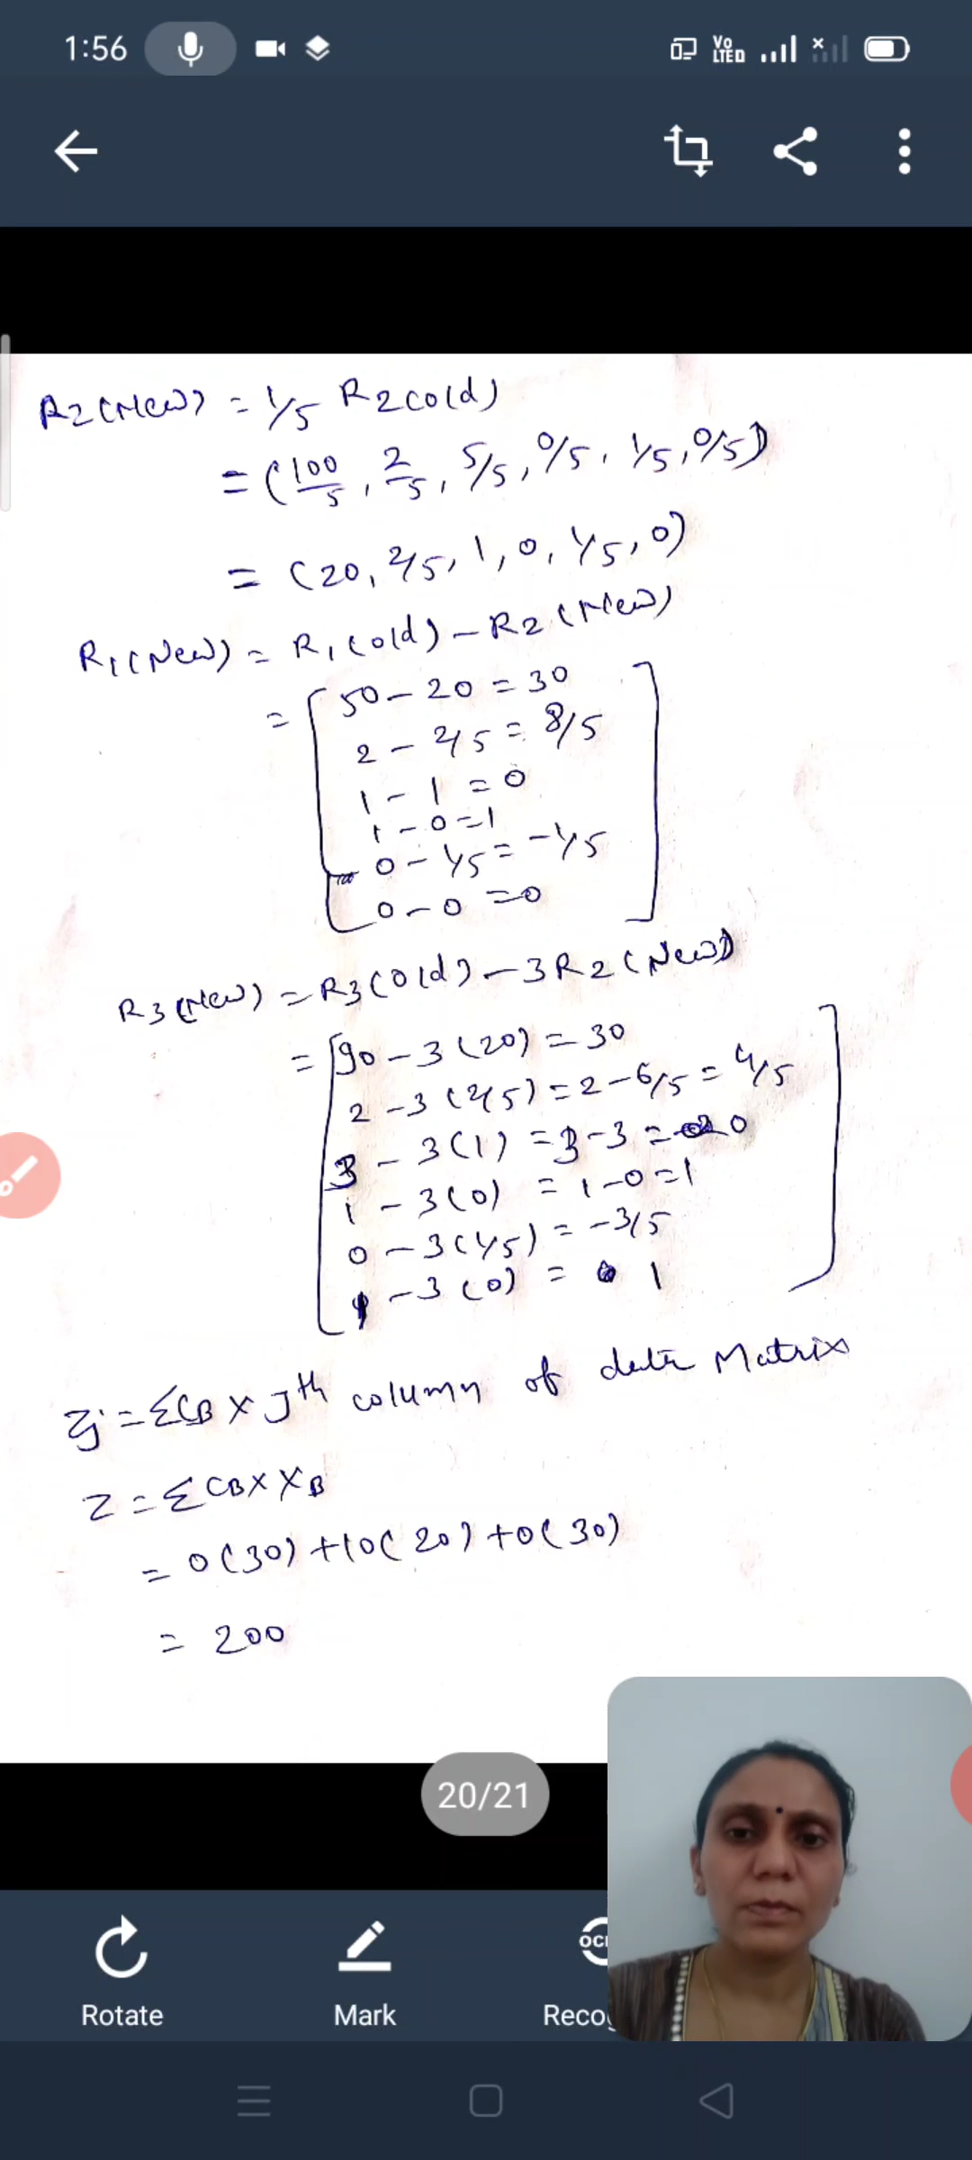 1:56 Vo LTED
R2(New) = 1/5 R2(old)
= (100/5, 2/5, 5/5, 0/5, 1/5, 0/5)
= (20, 2/5, 1, 0, 1/5, 0)
R1(New) = R1(old) - R2(New)
= [50 - 20 = 30
2 - 2/5 = 8/5
1 - 1 = 0
1 - 0 = 1
0 - 1/5 = -1/5
0 - 0 = 0]
R3(New) = R3(old) - 3R2(New)
= [90 - 3(20) = 30
2 - 3(2/5) = 2 - 6/5 = 4/5
3 - 3(1) = 3 - 3 = 0
1 - 3(0) = 1 - 0 = 1
0 - 3(1/5) = -3/5
1 - 3(0) = 1]
Zj = ΣCB X Jth column of Matrix
Z = ΣCB X XB
= 0(30) + 10(20) + 0(30)
= 200
20/21
Rotate Mark